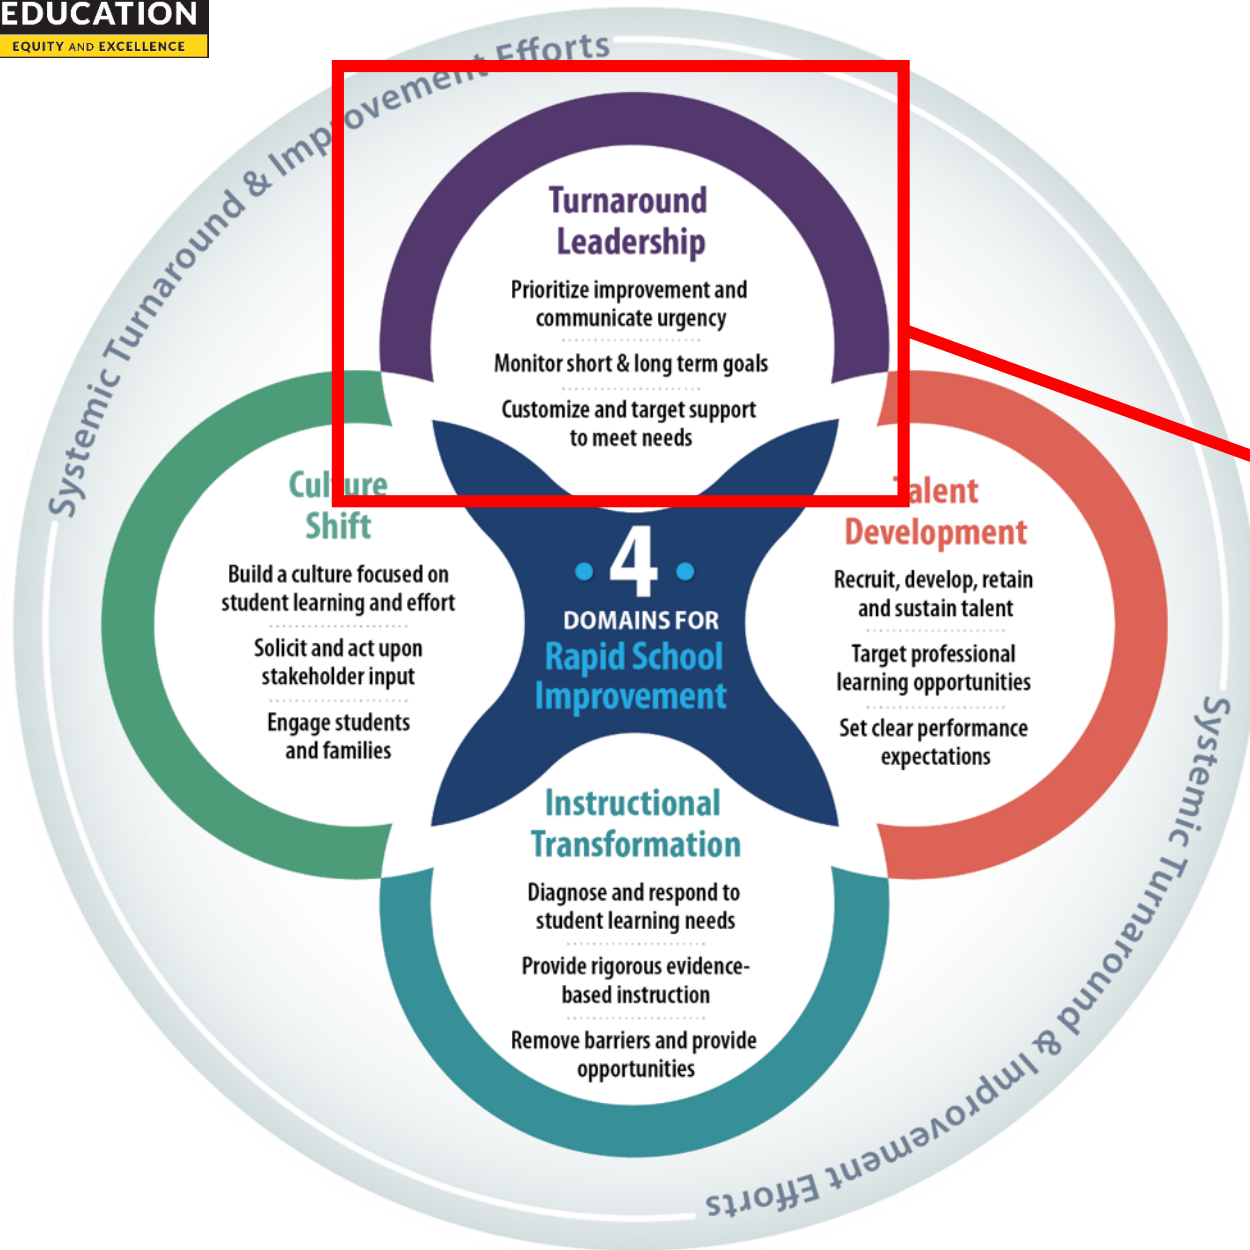 EDUCATION
EQUITY AND EXCELLENCE
Systemic Turnaround & Improvement Efforts
Turnaround
Leadership
Prioritize improvement and
communicate urgency
Monitor short & long term goals
Customize and target support
to meet needs
Culture
Shift
Build a culture focused on
student learning and effort
Solicit and act upon
stakeholder input
Engage students
and families
4
DOMAINS FOR
Rapid School
Improvement
Talent
Development
Recruit, develop, retain
and sustain talent
Target professional
learning opportunities
Set clear performance
expectations
Instructional
Transformation
Diagnose and respond to
student learning needs
Provide rigorous evidence-
based instruction
Remove barriers and provide
opportunities
Systemic Turnaround & Improvement Efforts